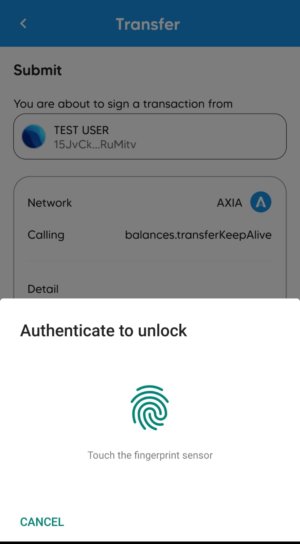 Transfer
Submit
You are about to sign a transaction from
TEST USER
15JvCk...RuMitv
Network AXIA
Calling balances.transferKeepAlive
Detail
Authenticate to unlock
Touch the fingerprint sensor
CANCEL